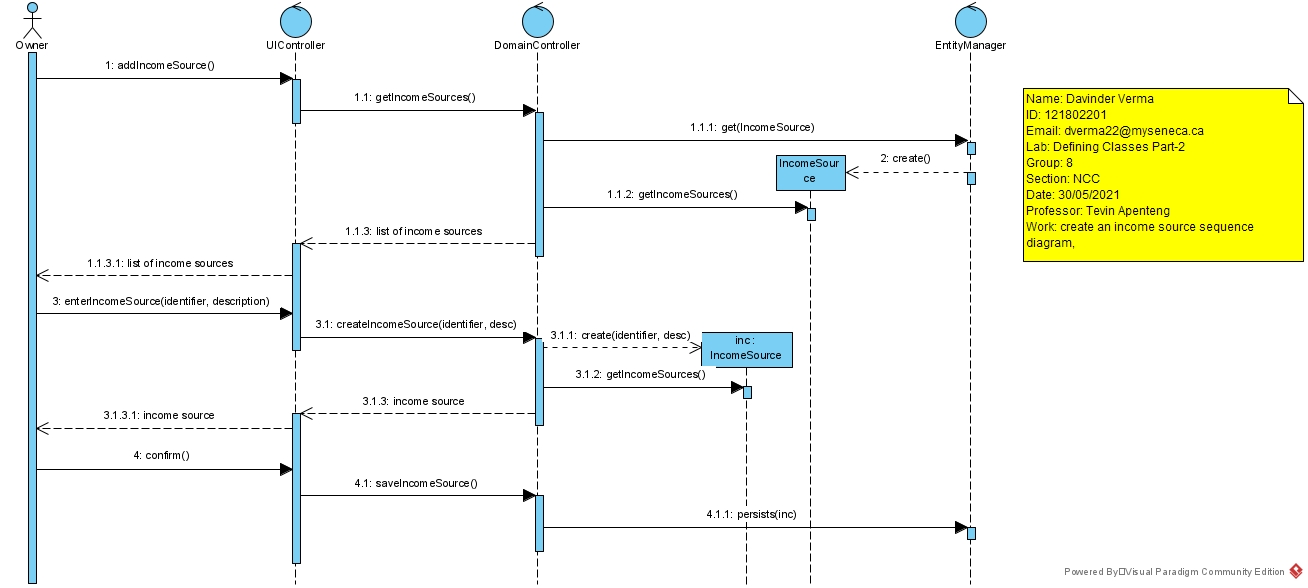 Owner
UIController
DomainController
EntityManager
1: addIncomeSource()
1.1: getIncomeSources()
1.1.1: get(IncomeSource)
2: create()
IncomeSour
ce
1.1.2: getIncomeSources()
1.1.3: list of income sources
1.1.3.1: list of income sources
3: enterIncomeSource(identifier, description)
3.1: createIncomeSource(identifier, desc)
3.1.1: create(identifier, desc)
inc :
IncomeSource
3.1.2: getIncomeSources()
3.1.3: income source
3.1.3.1: income source
4: confirm()
4.1: saveIncomeSource()
4.1.1: persists(inc)
Name: Davinder Verma
ID: 121802201
Email: dverma22@myseneca.ca
Lab: Defining Classes Part-2
Group: 8
Section: NCC
Date: 30/05/2021
Professor: Tevin Apenteng
Work: create an income source sequence
diagram,
Powered By Visual Paradigm Community Edition